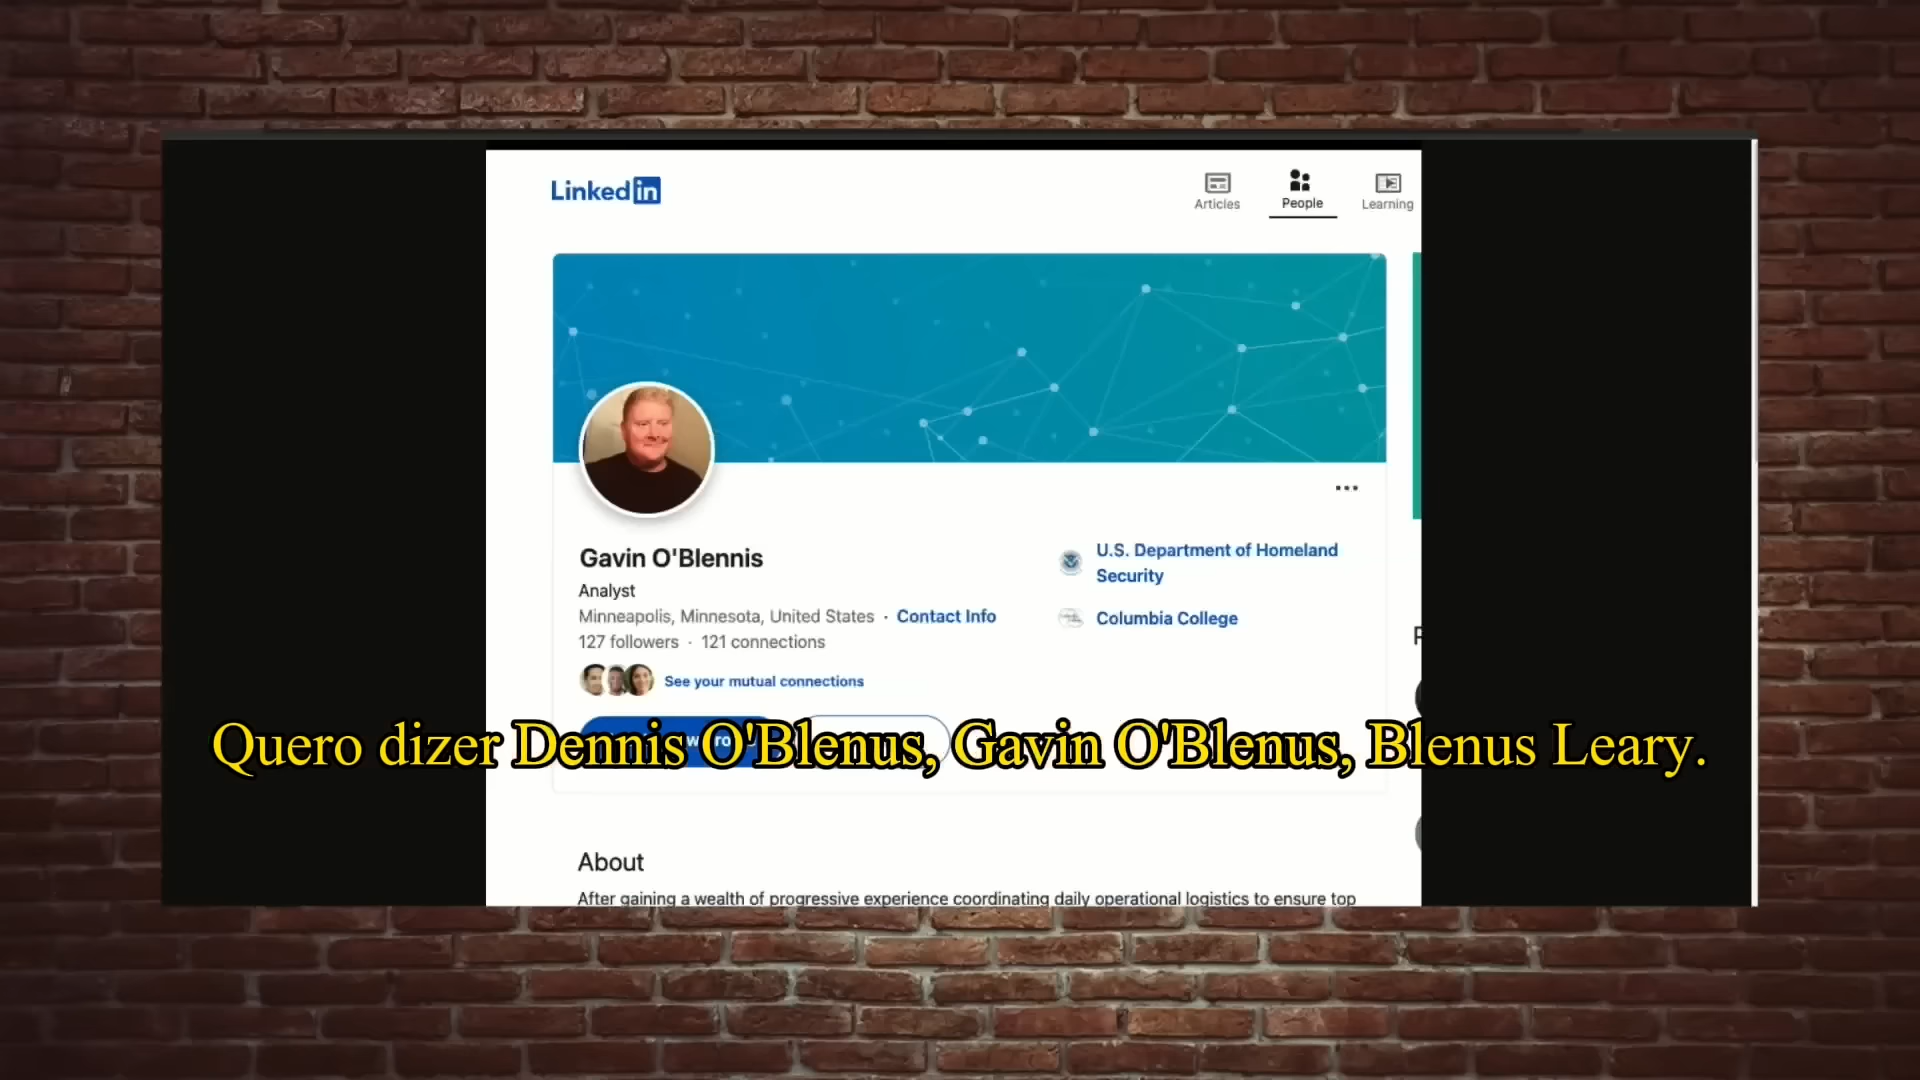 Linked in
Articles
People
Learning
Gavin O'Blennis
Analyst
Minneapolis, Minnesota, United States · Contact Info
127 followers · 121 connections
See your mutual connections
U.S. Department of Homeland
Security
Columbia College
Quero dizer Dennis O'Blenus, Gavin O'Blenus, Blenus Leary.
About
After gaining a wealth of progressive experience coordinating daily operational logistics to ensure top